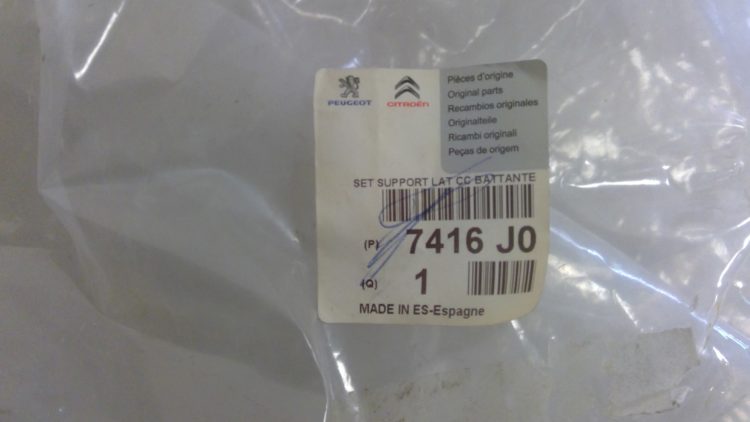 PEUGEOT
CITROËN
Pièces d'origine
Original parts
Recambios originales
Originalteile
Ricambi originali
Peças de origem
SET SUPPORT LAT CC BATTANTE
(P) 7416 J0
(Q) 1
MADE IN ES-Espagne